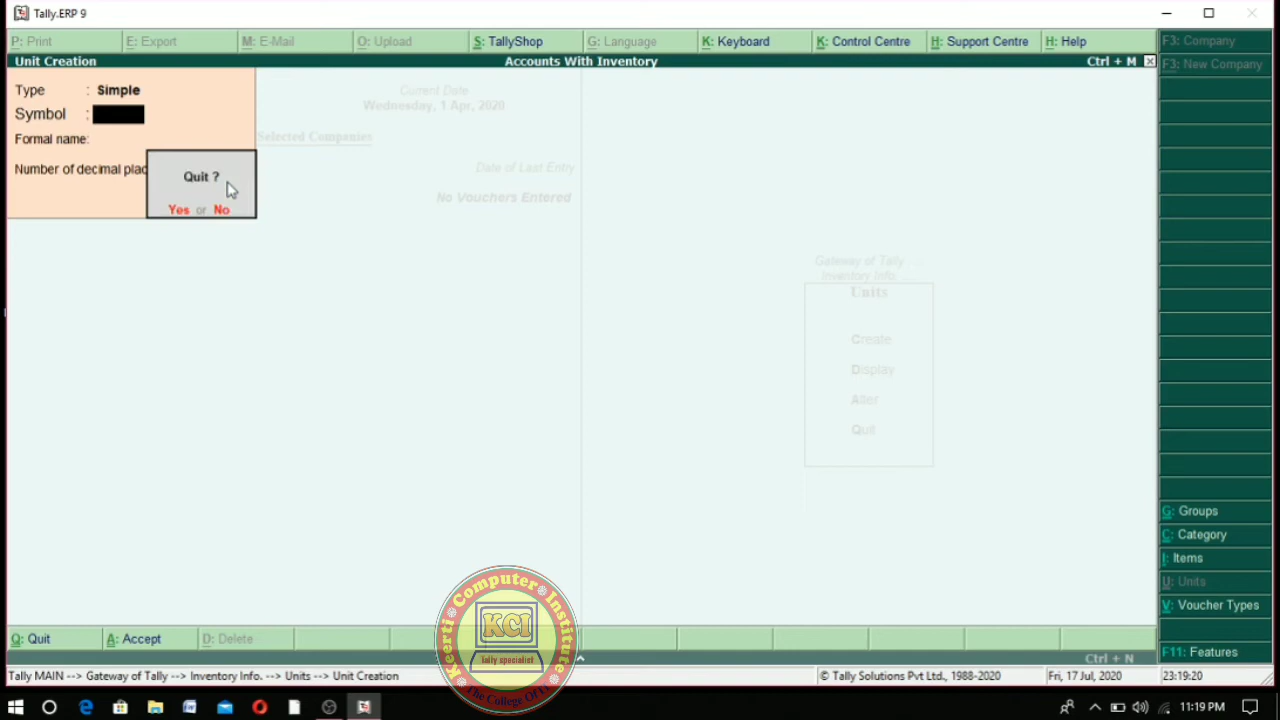 Tally.ERP 9
P: Print E: Export M: E-Mail O: Upload S: TallyShop G: Language K: Keyboard K: Control Centre H: Support Centre H: Help
F3: Company
F3: New Company
Unit Creation Accounts With Inventory Ctrl + M
Type : Simple
Symbol :
Formal name:
Number of decimal plac
Quit ?
Yes or No
Current Date
Wednesday, 1 Apr, 2020
Selected Companies
Date of Last Entry
No Vouchers Entered
Gateway of Tally ...
Inventory Info. ...
Units
Create
Display
Alter
Quit
G: Groups
C: Category
I: Items
U: Units
V: Voucher Types
F11: Features
Q: Quit A: Accept D: Delete
Ctrl + N
Keerti Computer Institute
KCI
Tally specialist
Tally MAIN --> Gateway of Tally --> Inventory Info. --> Units --> Unit Creation
© Tally Solutions Pvt Ltd., 1988-2020 Fri, 17 Jul, 2020 23:19:20
11:19 PM